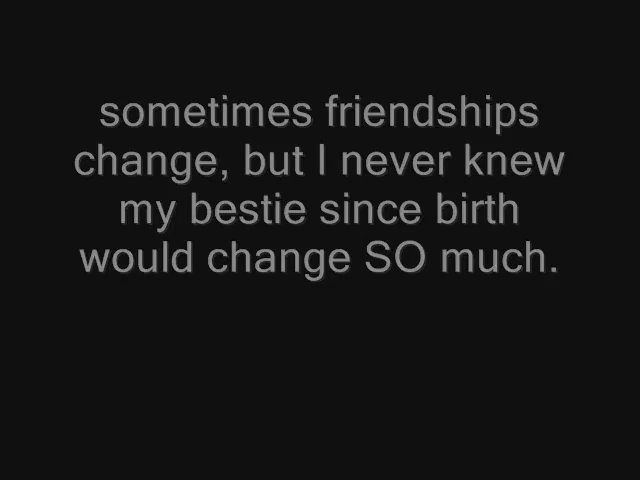 sometimes friendships
change, but I never knew
my bestie since birth
would change SO much.